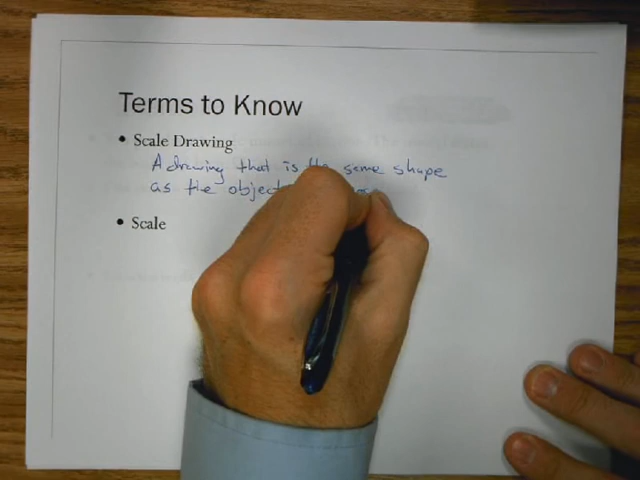 Terms to Know
• Scale Drawing
A drawing that is the same shape
as the object
• Scale